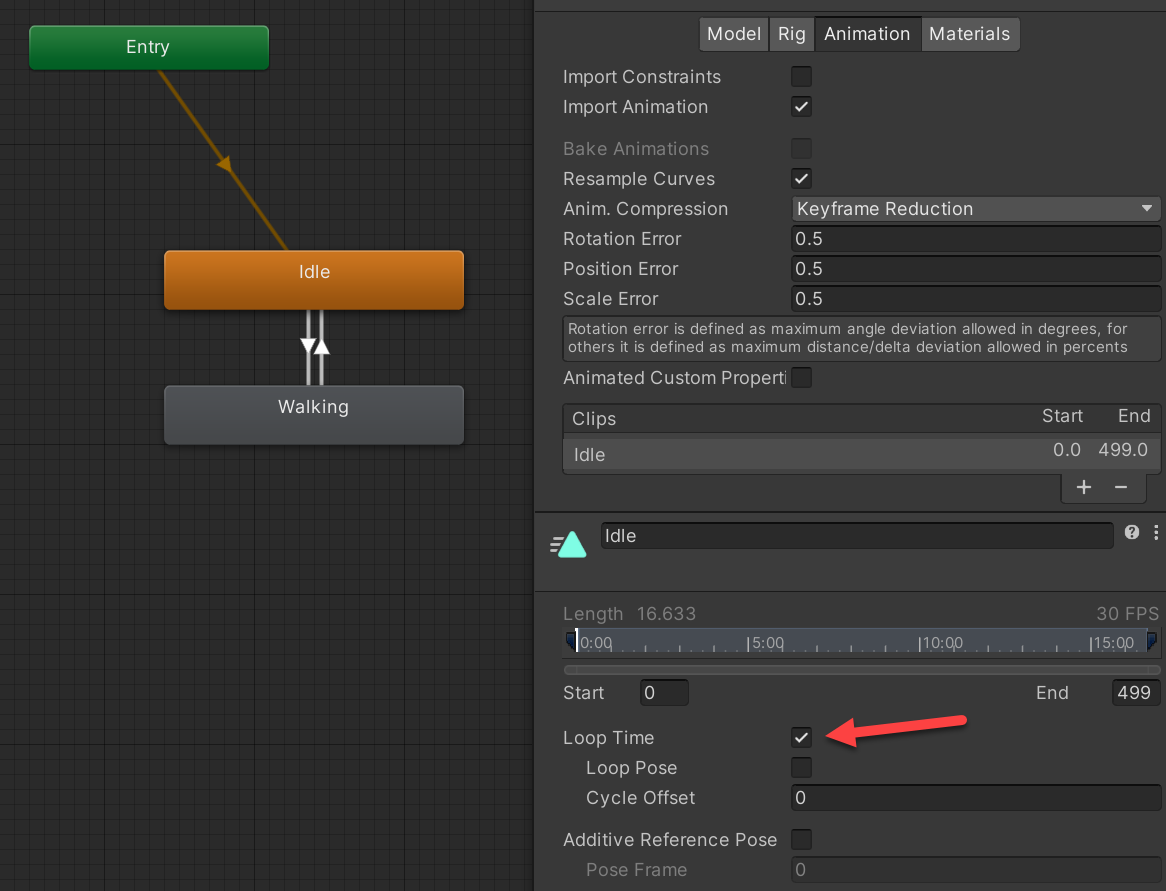 Entry
Idle
Walking
Model Rig Animation Materials
Import Constraints
Import Animation
Bake Animations
Resample Curves
Anim. Compression Keyframe Reduction
Rotation Error 0.5
Position Error 0.5
Scale Error 0.5
Rotation error is defined as maximum angle deviation allowed in degrees, for
others it is defined as maximum distance/delta deviation allowed in percents
Animated Custom Properti
Clips Start End
Idle 0.0 499.0
+ −
Idle
Length 16.633 30 FPS
0:00 5:00 10:00 15:00
Start 0 End 499
Loop Time
Loop Pose
Cycle Offset 0
Additive Reference Pose
Pose Frame 0